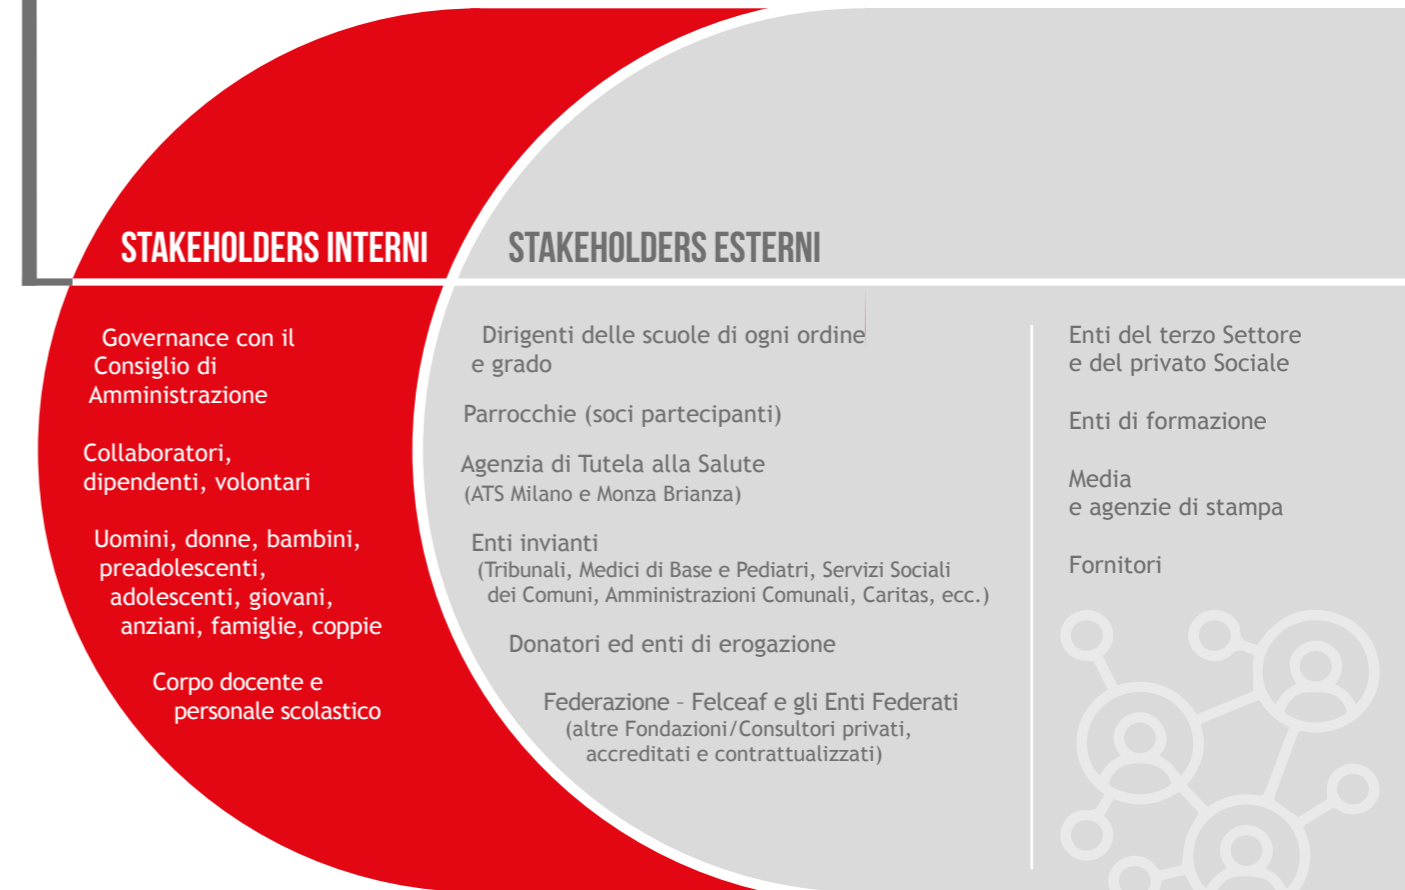 STAKEHOLDERS INTERNI
Governance con il
Consiglio di
Amministrazione
Collaboratori,
dipendenti, volontari
Uomini, donne, bambini,
preadolescenti,
adolescenti, giovani,
anziani, famiglie, coppie
Corpo docente e
personale scolastico
STAKEHOLDERS ESTERNI
Dirigenti delle scuole di ogni ordine
e grado
Parrocchie (soci partecipanti)
Agenzia di Tutela alla Salute
(ATS Milano e Monza Brianza)
Enti invianti
(Tribunali, Medici di Base e Pediatri, Servizi Sociali
dei Comuni, Amministrazioni Comunali, Caritas, ecc.)
Donatori ed enti di erogazione
Federazione – Felceaf e gli Enti Federati
(altre Fondazioni/Consultori privati,
accreditati e contrattualizzati)
Enti del terzo Settore
e del privato Sociale
Enti di formazione
Media
e agenzie di stampa
Fornitori